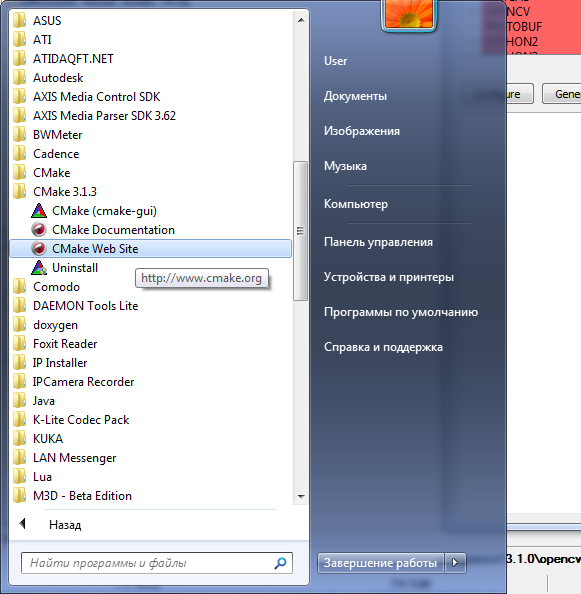 ASUS
ATI
ATIDAQFT.NET
Autodesk
AXIS Media Control SDK
AXIS Media Parser SDK 3.62
BWMeter
Cadence
CMake
CMake 3.1.3
CMake (cmake-gui)
CMake Documentation
CMake Web Site
Uninstall
http://www.cmake.org
Comodo
DAEMON Tools Lite
doxygen
Foxit Reader
IP Installer
IPCamera Recorder
Java
K-Lite Codec Pack
KUKA
LAN Messenger
Lua
M3D - Beta Edition
Назад
Найти программы и файлы
User
Документы
Изображения
Музыка
Компьютер
Панель управления
Устройства и принтеры
Программы по умолчанию
Справка и поддержка
Завершение работы
NCV
TOBUF
HON2
ure
Gene
3.1.0\opencv